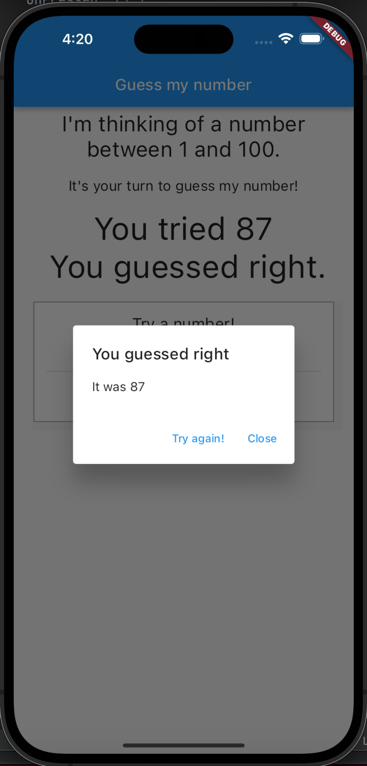 4:20
DEBUG
Guess my number
I'm thinking of a number
between 1 and 100.
It's your turn to guess my number!
You tried 87
You guessed right.
Try a number!
You guessed right
It was 87
Try again! Close